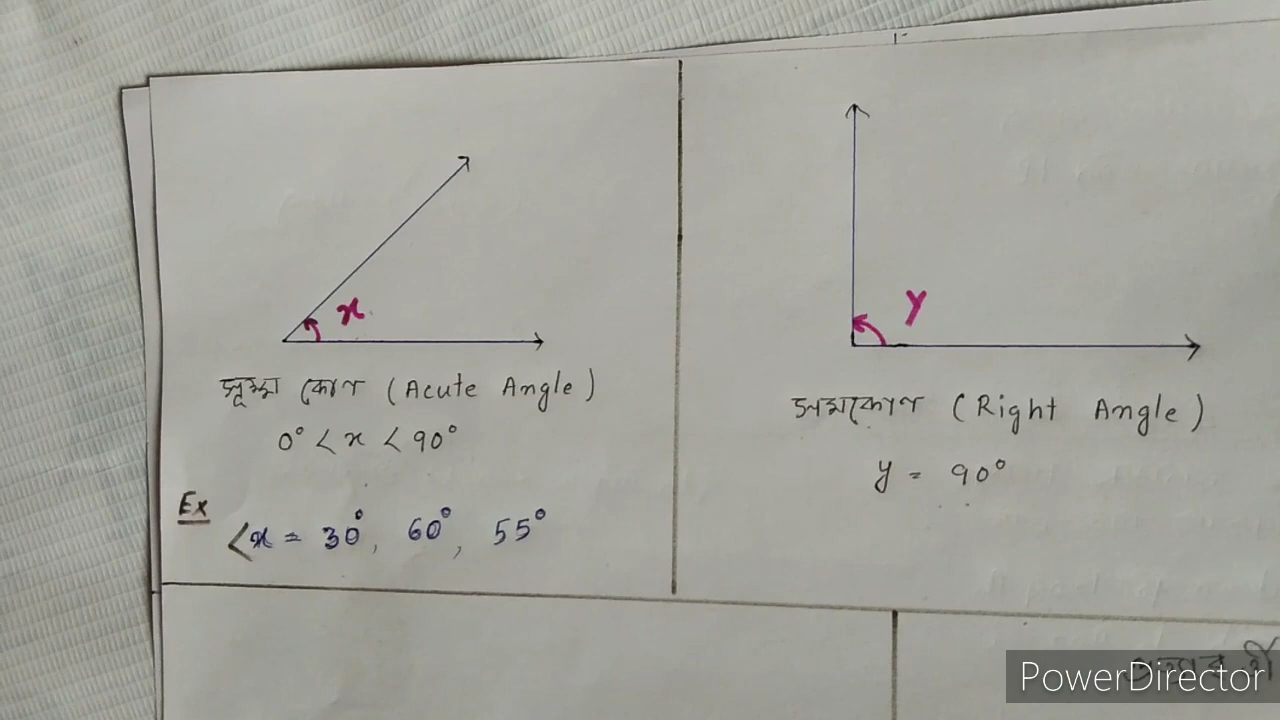 x
সূক্ষ্ম কোণ (Acute Angle)
0° < x < 90°
Ex
<x = 30°, 60°, 55°
y
সমকোণ (Right Angle)
y = 90°
PowerDirector